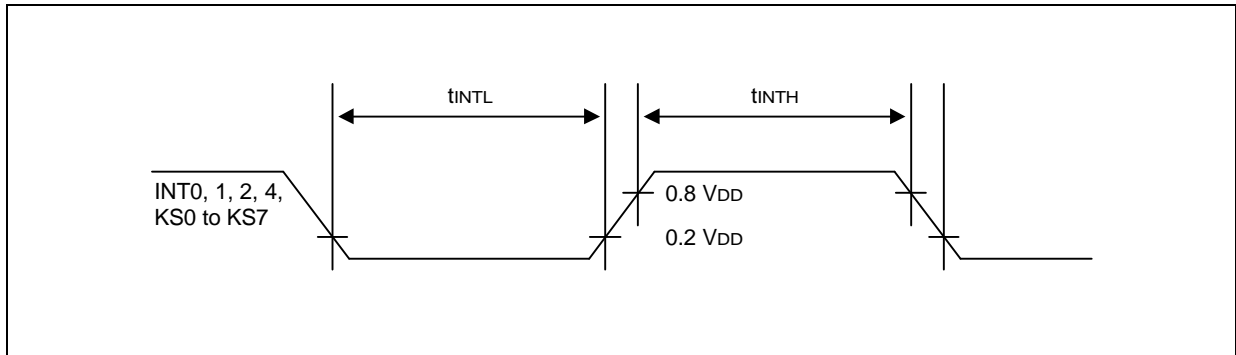 tINTL
tINTH
INT0, 1, 2, 4,
KS0 to KS7
0.8 VDD
0.2 VDD